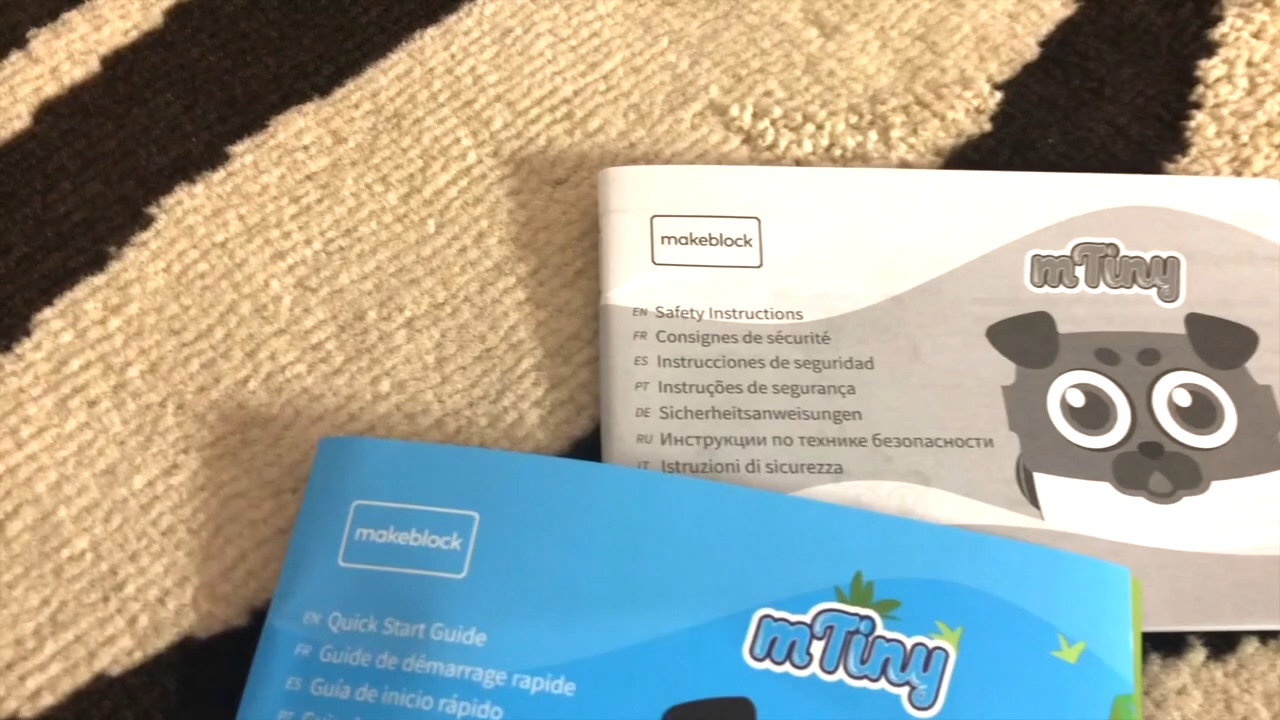 makeblock
mTiny
EN Safety Instructions
FR Consignes de sécurité
ES Instrucciones de seguridad
PT Instruções de segurança
DE Sicherheitsanweisungen
RU Инструкции по технике безопасности
IT Istruzioni di sicurezza
makeblock
mTiny
EN Quick Start Guide
FR Guide de démarrage rapide
ES Guía de inicio rápido
PT